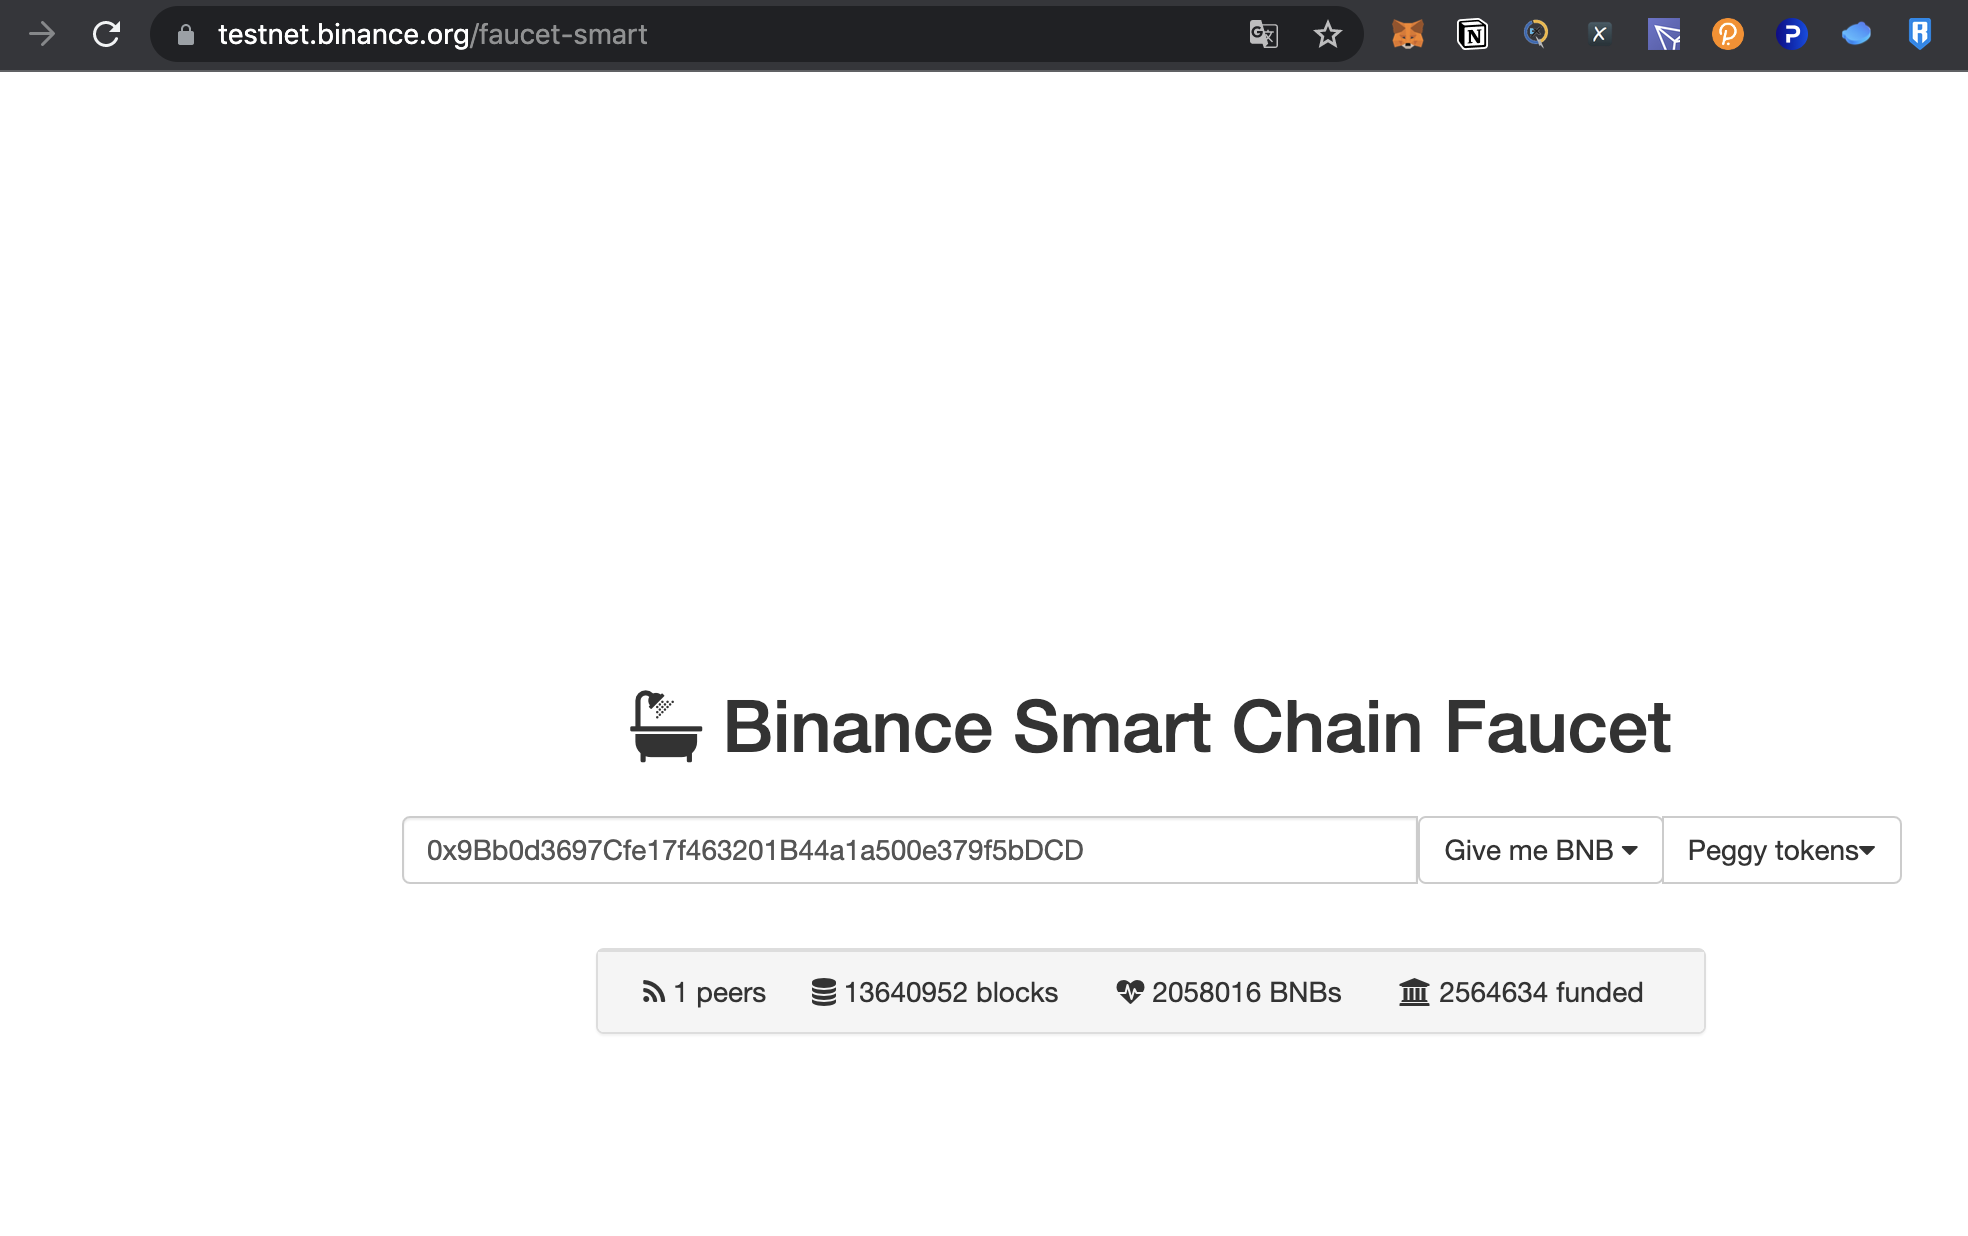 testnet.binance.org/faucet-smart
Binance Smart Chain Faucet
0x9Bb0d3697Cfe17f463201B44a1a500e379f5bDCD Give me BNB Peggy tokens
1 peers 13640952 blocks 2058016 BNBs 2564634 funded